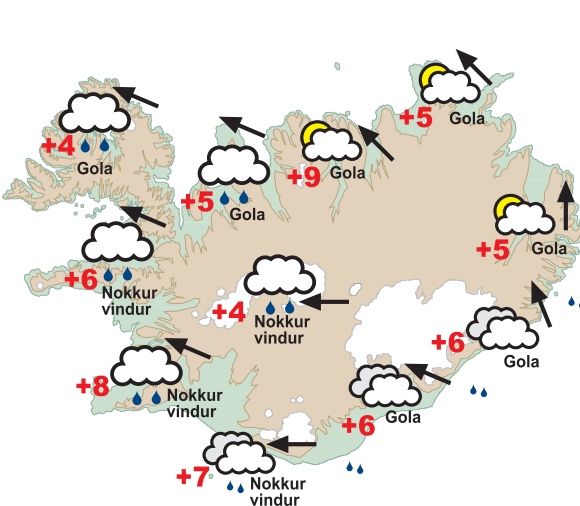 +5 Gola
+4
Gola
+9 Gola
+5 Gola
+5 Gola
+6
Nokkur
vindur
+4 Nokkur
vindur
+6
Gola
+8
Nokkur
vindur
+6 Gola
+7 Nokkur
vindur